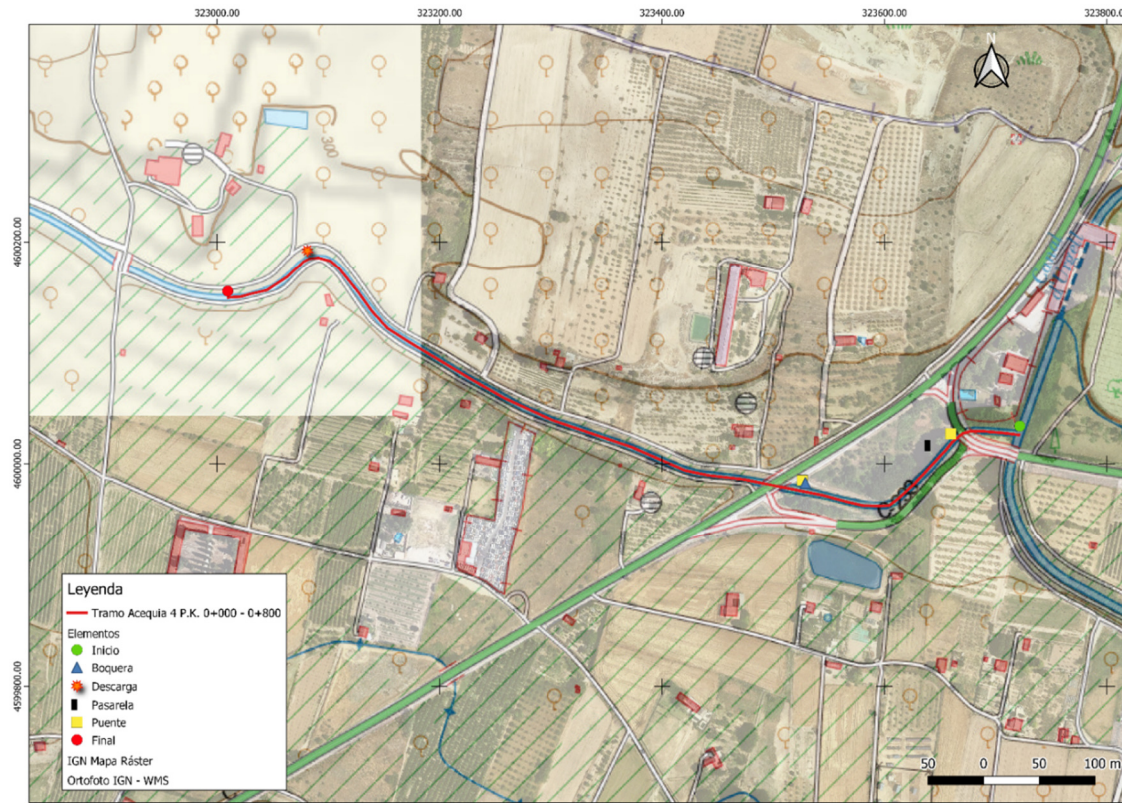 323000.00 323200.00 323400.00 323600.00 323800.00
N
300
4600200.00
4600000.00
4599800.00
Leyenda
Tramo Acequia 4 P.K. 0+000 - 0+800
Elementos
Inicio
Boquera
Descarga
Pasarela
Puente
Final
IGN Mapa Ráster
Ortofoto IGN - WMS
50 0 50 100 m